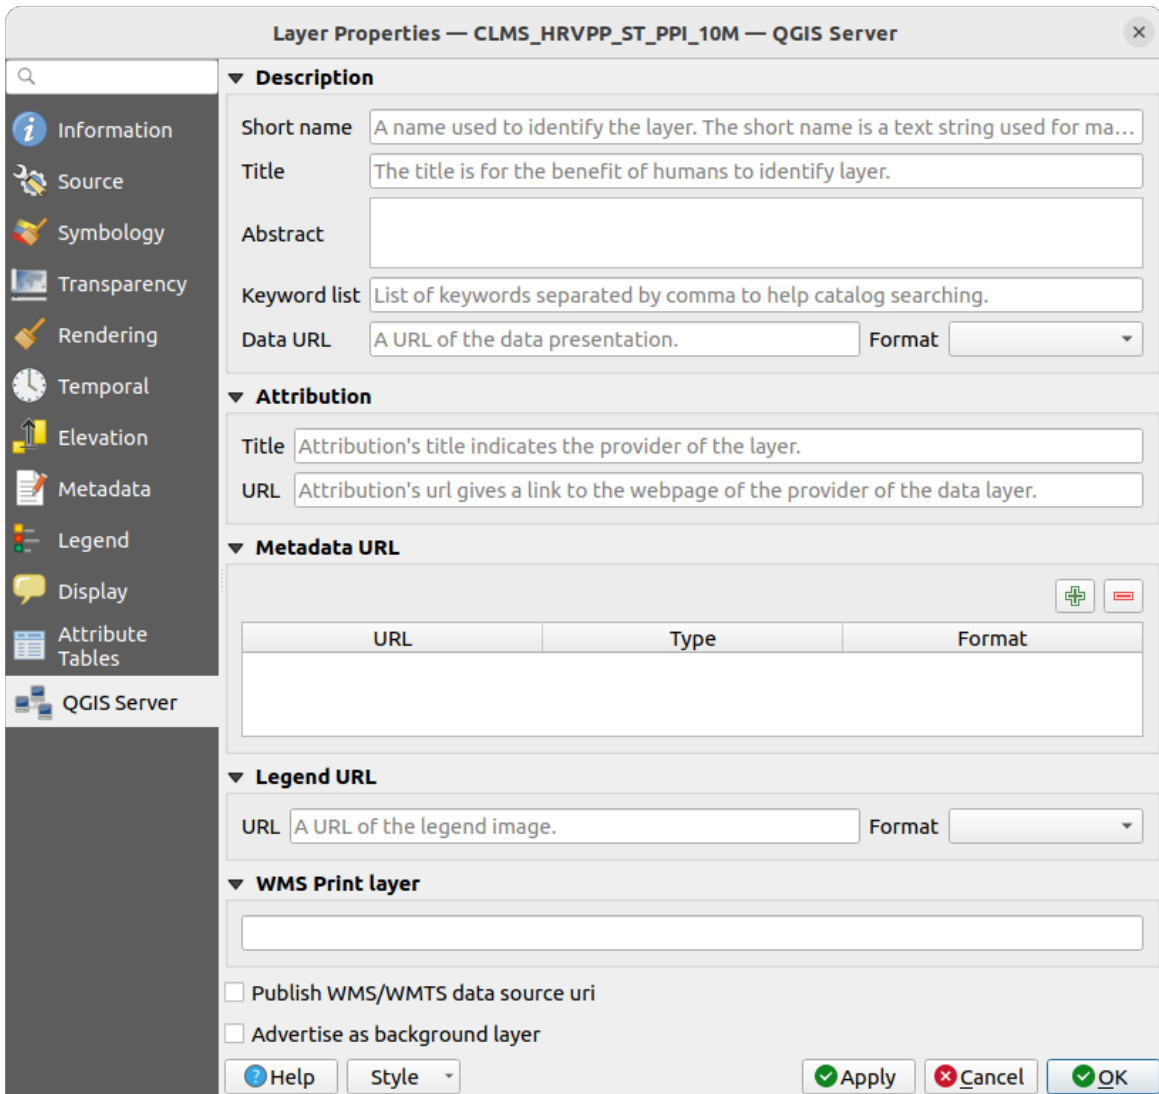 Layer Properties — CLMS_HRVPP_ST_PPI_10M — QGIS Server
Information
Source
Symbology
Transparency
Rendering
Temporal
Elevation
Metadata
Legend
Display
Attribute
Tables
QGIS Server
Description
Short name A name used to identify the layer. The short name is a text string used for ma...
Title The title is for the benefit of humans to identify layer.
Abstract
Keyword list List of keywords separated by comma to help catalog searching.
Data URL A URL of the data presentation. Format
Attribution
Title Attribution's title indicates the provider of the layer.
URL Attribution's url gives a link to the webpage of the provider of the data layer.
Metadata URL
URL Type Format
Legend URL
URL A URL of the legend image. Format
WMS Print layer
Publish WMS/WMTS data source uri
Advertise as background layer
Help Style Apply Cancel OK